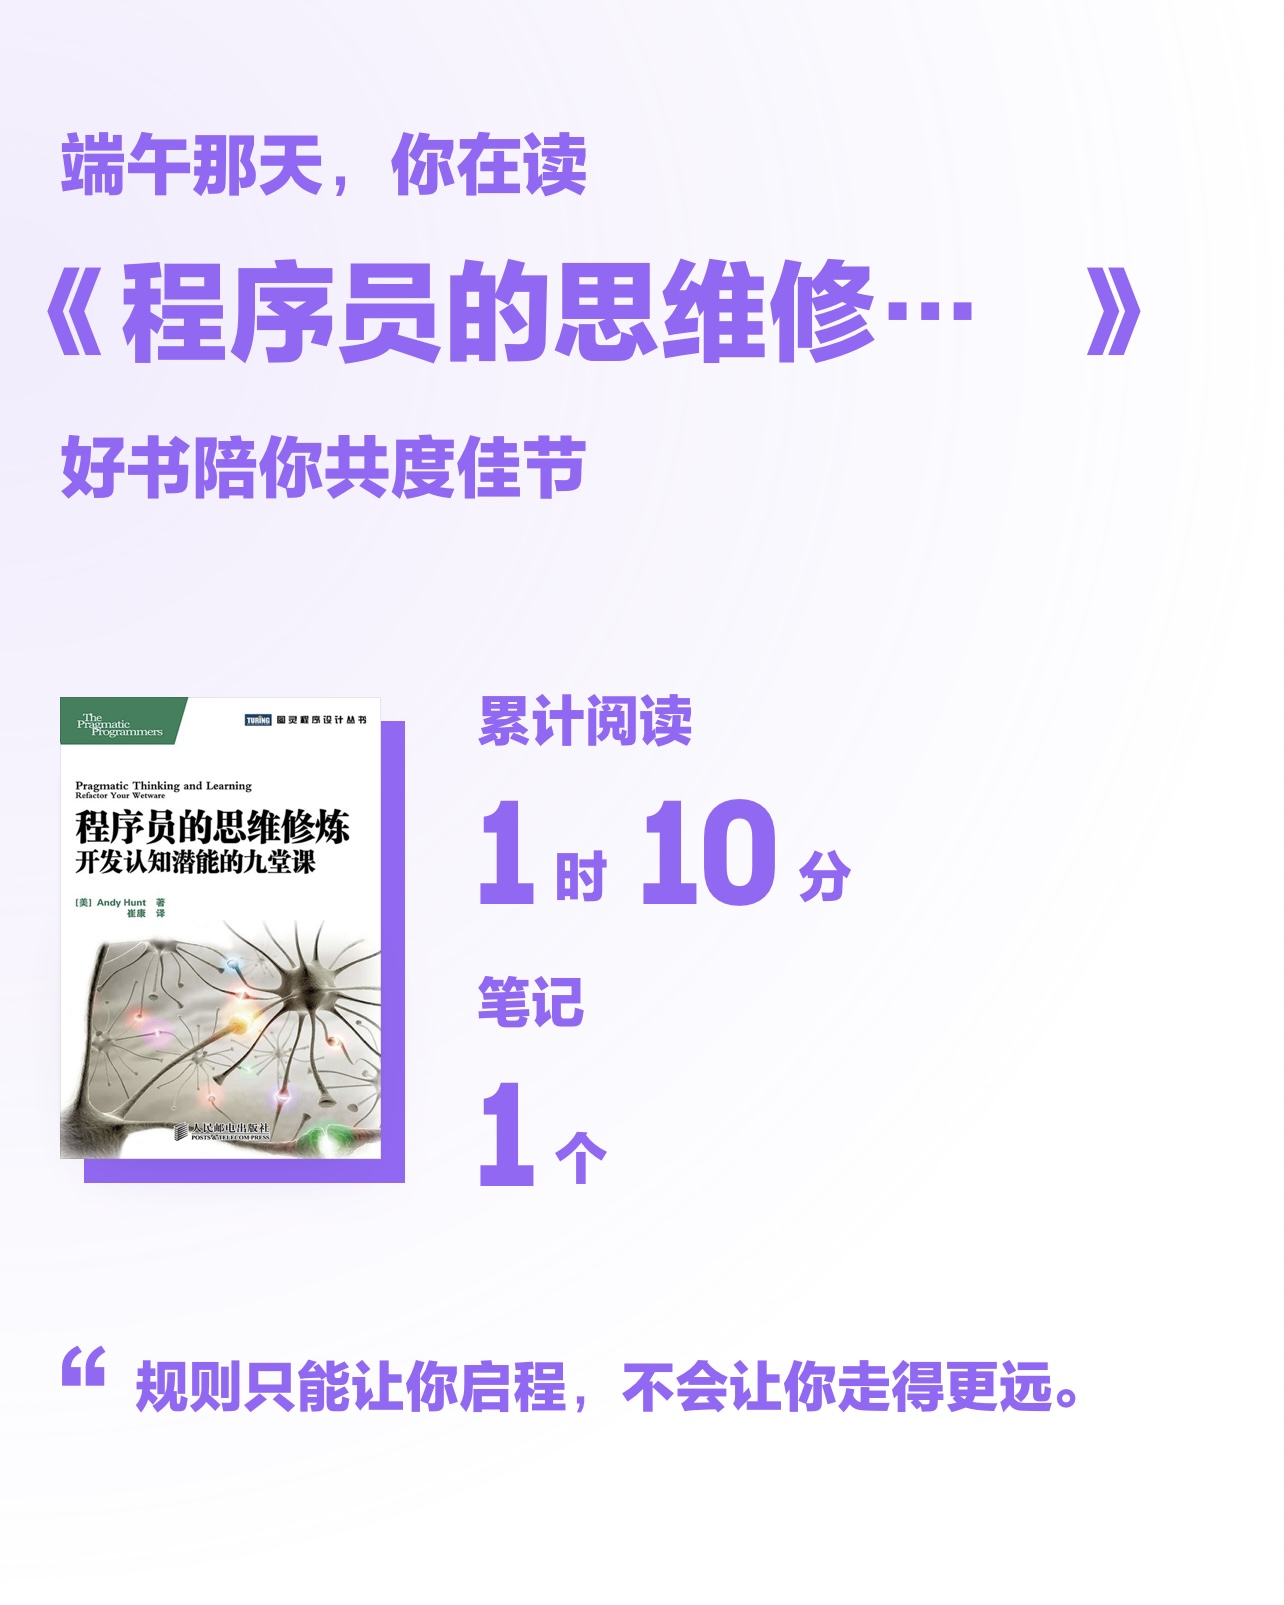 端午那天，你在读
《程序员的思维修… 》
好书陪你共度佳节
The
Pragmatic
Programmers
TURING 图灵程序设计丛书
Pragmatic Thinking and Learning
Refactor Your Wetware
程序员的思维修炼
开发认知潜能的九堂课
[美] Andy Hunt 著
崔康 译
人民邮电出版社
POSTS & TELECOM PRESS
累计阅读
1 时 10 分
笔记
1 个
“ 规则只能让你启程，不会让你走得更远。